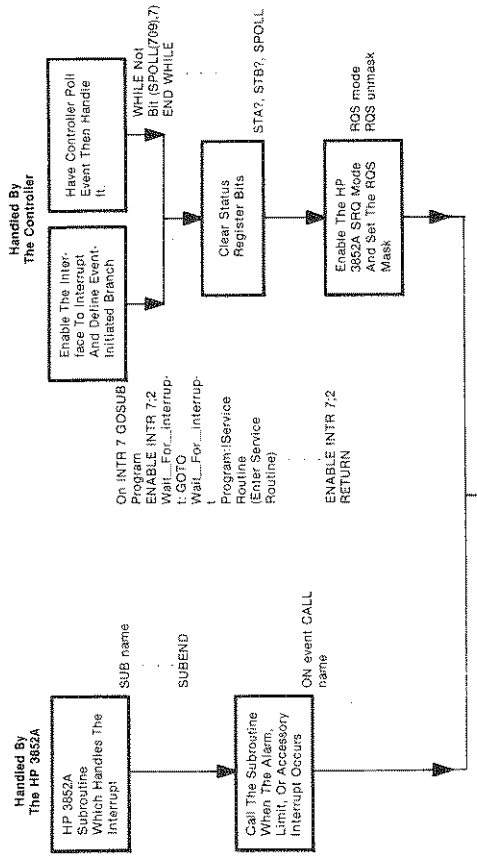 Handled By
The HP 3852A
HP 3852A
Subroutine
Which Handles The
Interrupt
SUB name
.
.
SUBEND
Call The Subroutine
When The Alarm,
Limit, Or Accessory
Interrupt Occurs
ON event CALL
name
Handled By
The Controller
Enable The Inter-
face To Interrupt
And Define Event-
Initiated Branch
On INTR 7 GOSUB
Program
ENABLE INTR 7;2
Wait__For__interrup-
t: GOTO
Wait__For__interrup-
t
Program:!Service
Routine
(Enter Service
Routine)
.
.
ENABLE INTR 7;2
RETURN
Have Controller Poll
Event Then Handle
It.
WHILE Not
Bit (SPOLL(709),7)
END WHILE
.
.
Clear Status
Register Bits
STA?, STB?, SPOLL
Enable The HP
3852A SRQ Mode
And Set The RQS
Mask
RQS mode
RQS unmask